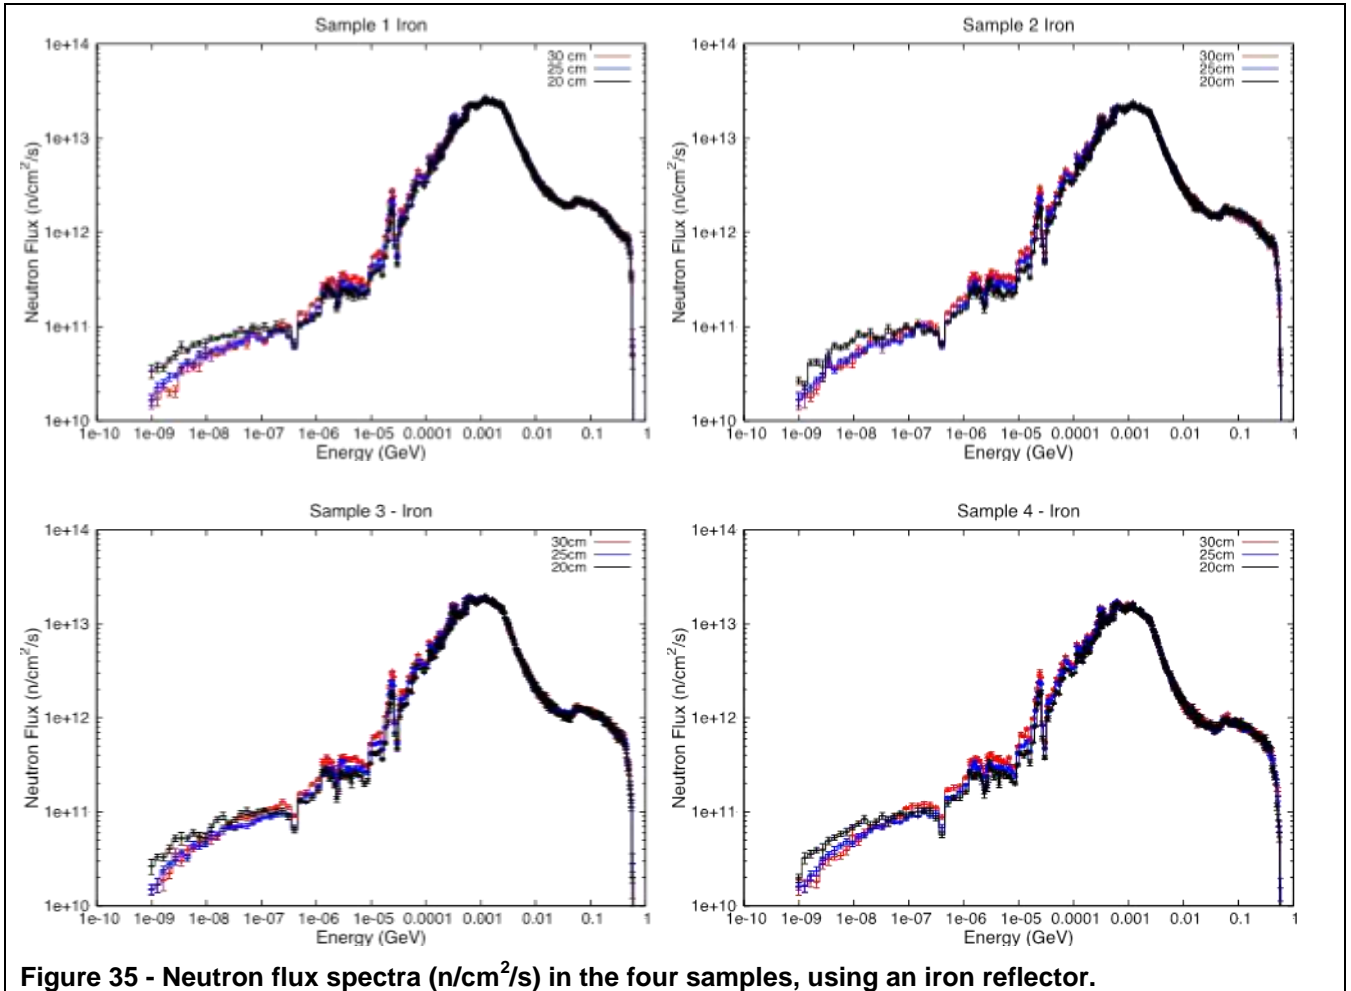 Sample 1 Iron
1e+14
1e+13
1e+12
1e+11
1e+10
Neutron Flux (n/cm²/s)
30 cm
25 cm
20 cm
1e-10 1e-09 1e-08 1e-07 1e-06 1e-05 0.0001 0.001 0.01 0.1 1
Energy (GeV)
Sample 2 Iron
1e+14
1e+13
1e+12
1e+11
1e+10
Neutron Flux (n/cm²/s)
30cm
25cm
20cm
1e-10 1e-09 1e-08 1e-07 1e-06 1e-05 0.0001 0.001 0.01 0.1 1
Energy (GeV)
Sample 3 - Iron
1e+14
1e+13
1e+12
1e+11
1e+10
Neutron Flux (n/cm²/s)
30cm
25cm
20cm
1e-10 1e-09 1e-08 1e-07 1e-06 1e-05 0.0001 0.001 0.01 0.1 1
Energy (GeV)
Sample 4 - Iron
1e+14
1e+13
1e+12
1e+11
1e+10
Neutron Flux (n/cm²/s)
30cm
25cm
20cm
1e-10 1e-09 1e-08 1e-07 1e-06 1e-05 0.0001 0.001 0.01 0.1 1
Energy (GeV)
Figure 35 - Neutron flux spectra (n/cm²/s) in the four samples, using an iron reflector.